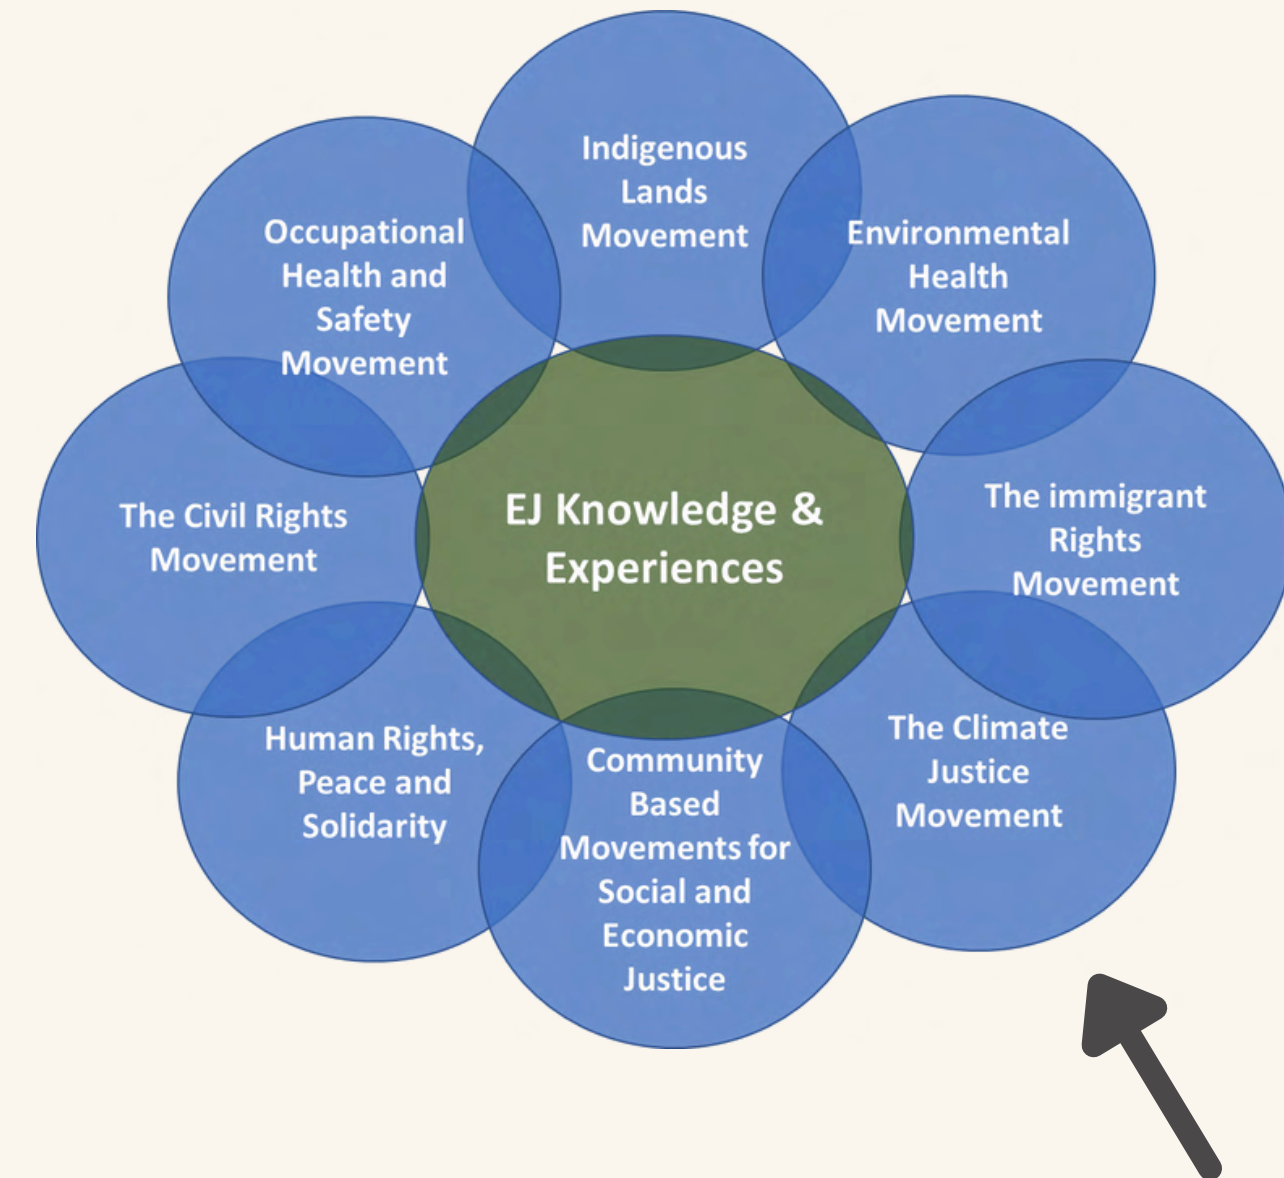 Indigenous
Lands
Movement
Environmental
Health
Movement
The immigrant
Rights
Movement
The Climate
Justice
Movement
Community
Based
Movements for
Social and
Economic
Justice
Human Rights,
Peace and
Solidarity
The Civil Rights
Movement
Occupational
Health and
Safety
Movement
EJ Knowledge &
Experiences